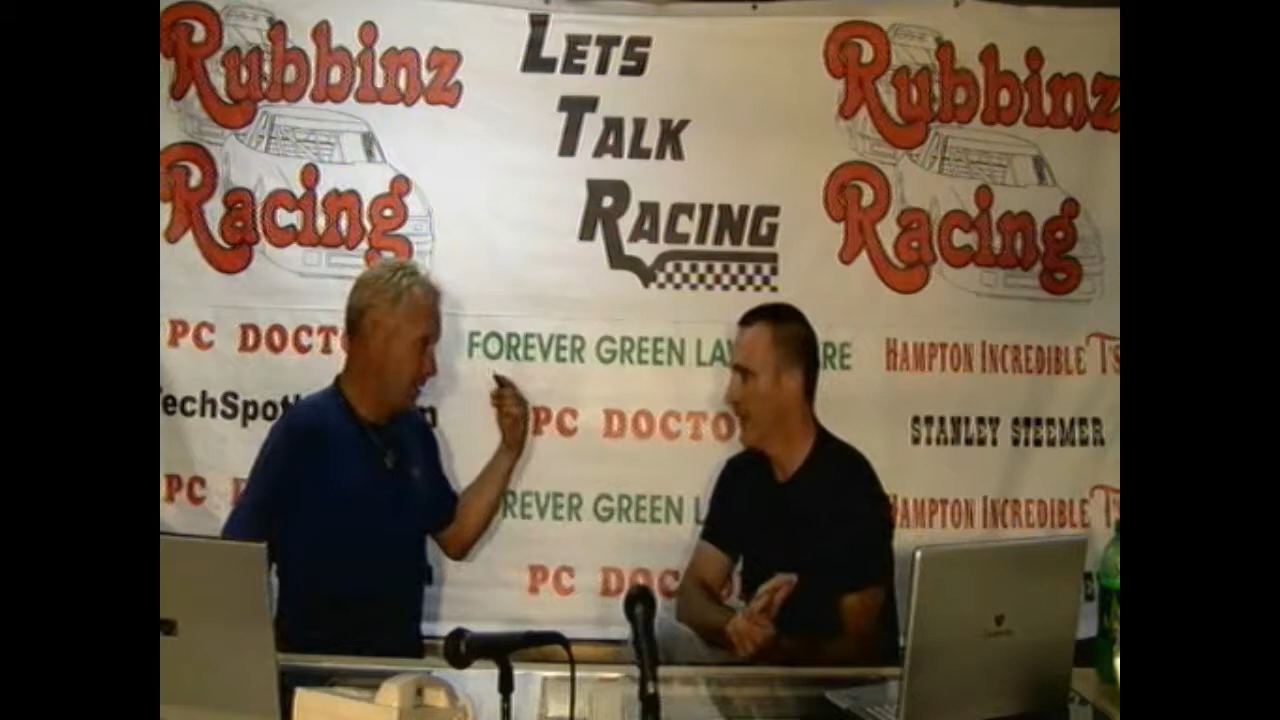 Rubbinz
Racing
LETS
TALK
RACING
Rubbinz
Racing
PC DOCTO
FOREVER GREEN LA RE
HAMPTON INCREDIBLE T'S
echSpot
PC DOCTO
STANLEY STEEMER
PC
REVER GREEN L
HAMPTON INCREDIBLE T'
PC DOC